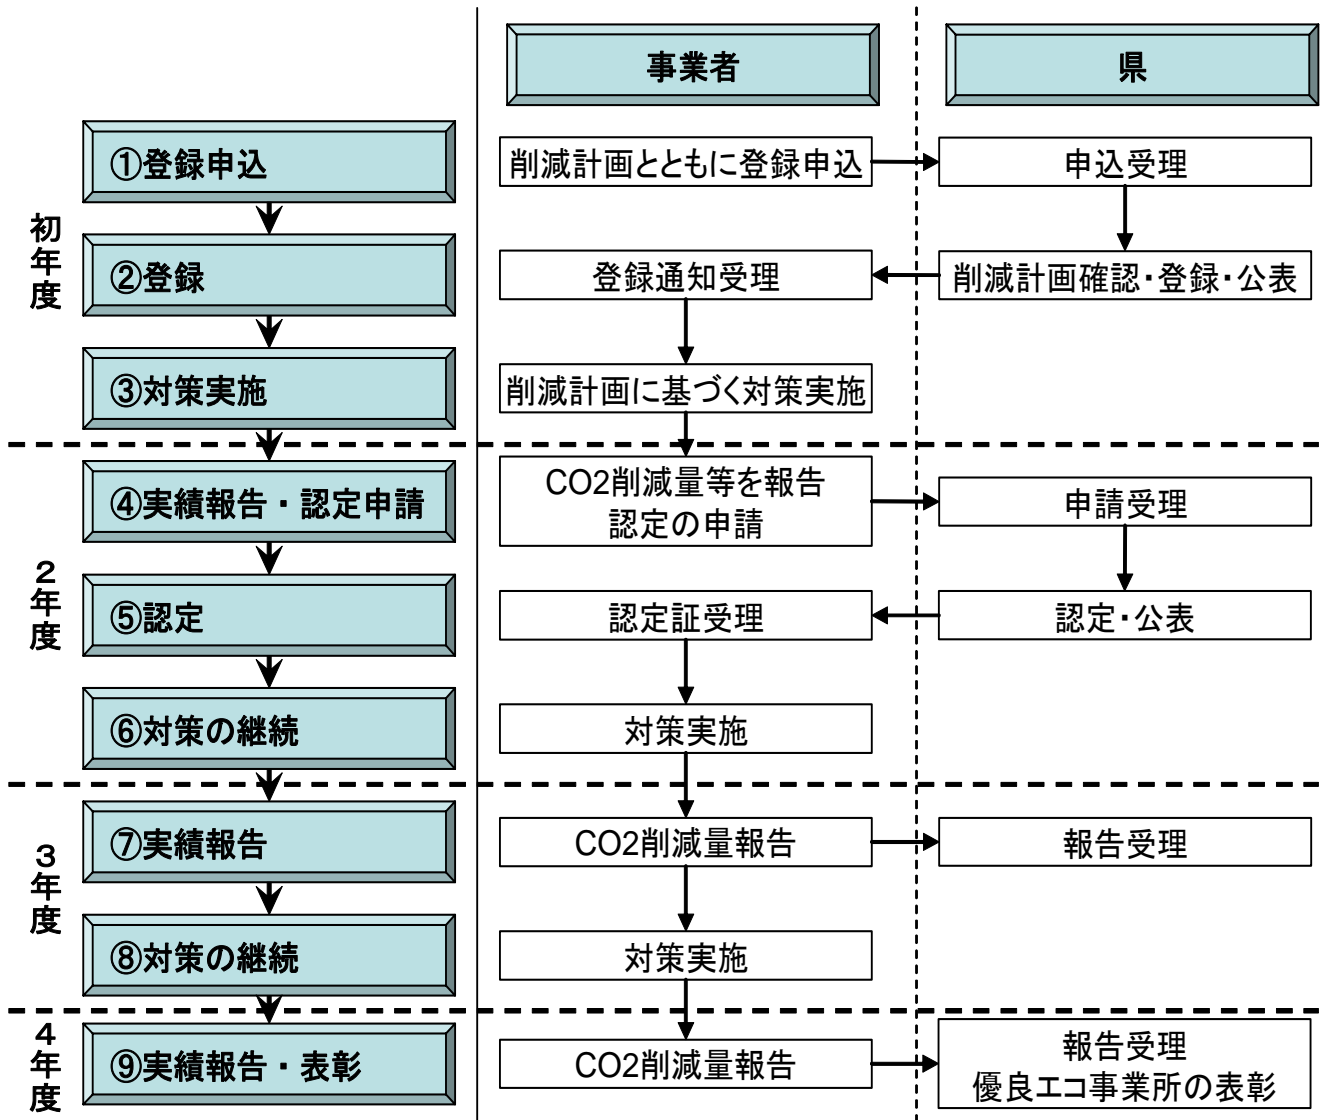 事業者
県
初年度
①登録申込
削減計画とともに登録申込
申込受理
②登録
登録通知受理
削減計画確認・登録・公表
③対策実施
削減計画に基づく対策実施
2年度
④実績報告・認定申請
CO2削減量等を報告
認定の申請
申請受理
⑤認定
認定証受理
認定・公表
⑥対策の継続
対策実施
3年度
⑦実績報告
CO2削減量報告
報告受理
⑧対策の継続
対策実施
4年度
⑨実績報告・表彰
CO2削減量報告
報告受理
優良エコ事業所の表彰